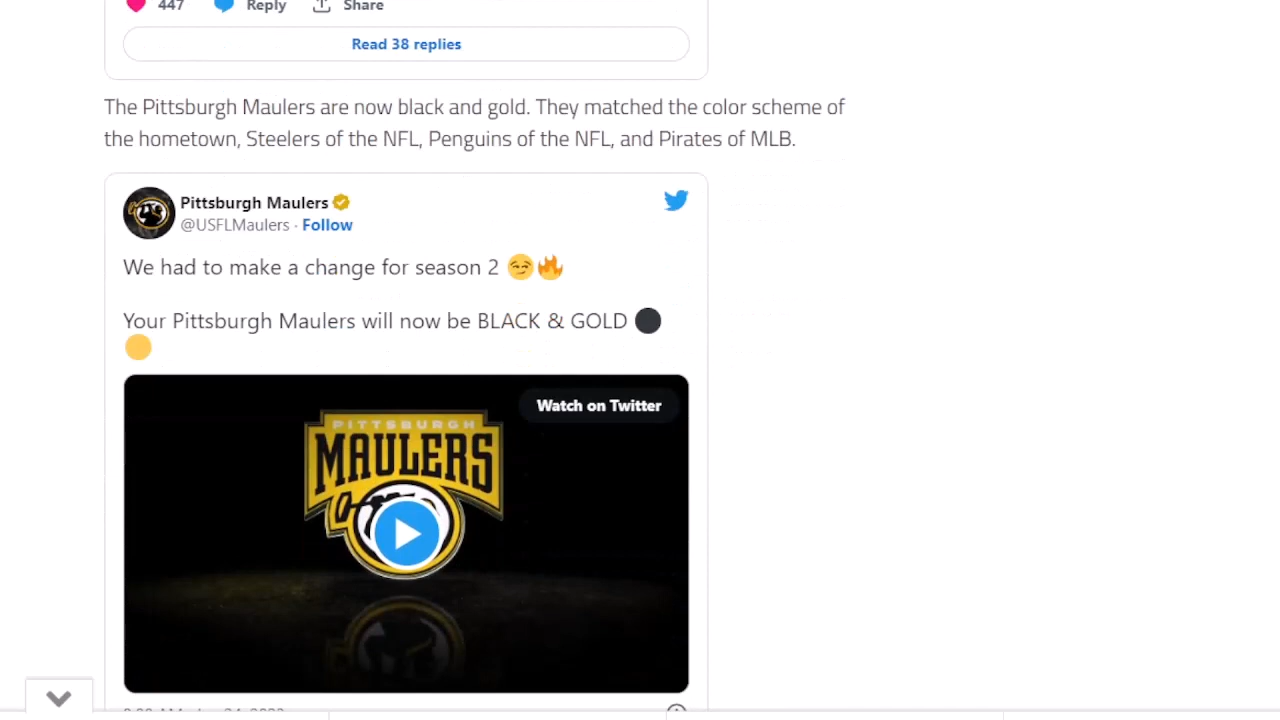 447 Reply Share
Read 38 replies
The Pittsburgh Maulers are now black and gold. They matched the color scheme of
the hometown, Steelers of the NFL, Penguins of the NFL, and Pirates of MLB.
Pittsburgh Maulers
@USFLMaulers · Follow
We had to make a change for season 2 😏🔥
Your Pittsburgh Maulers will now be BLACK & GOLD ⚫
🟡
Watch on Twitter
PITTSBURGH
MAULERS